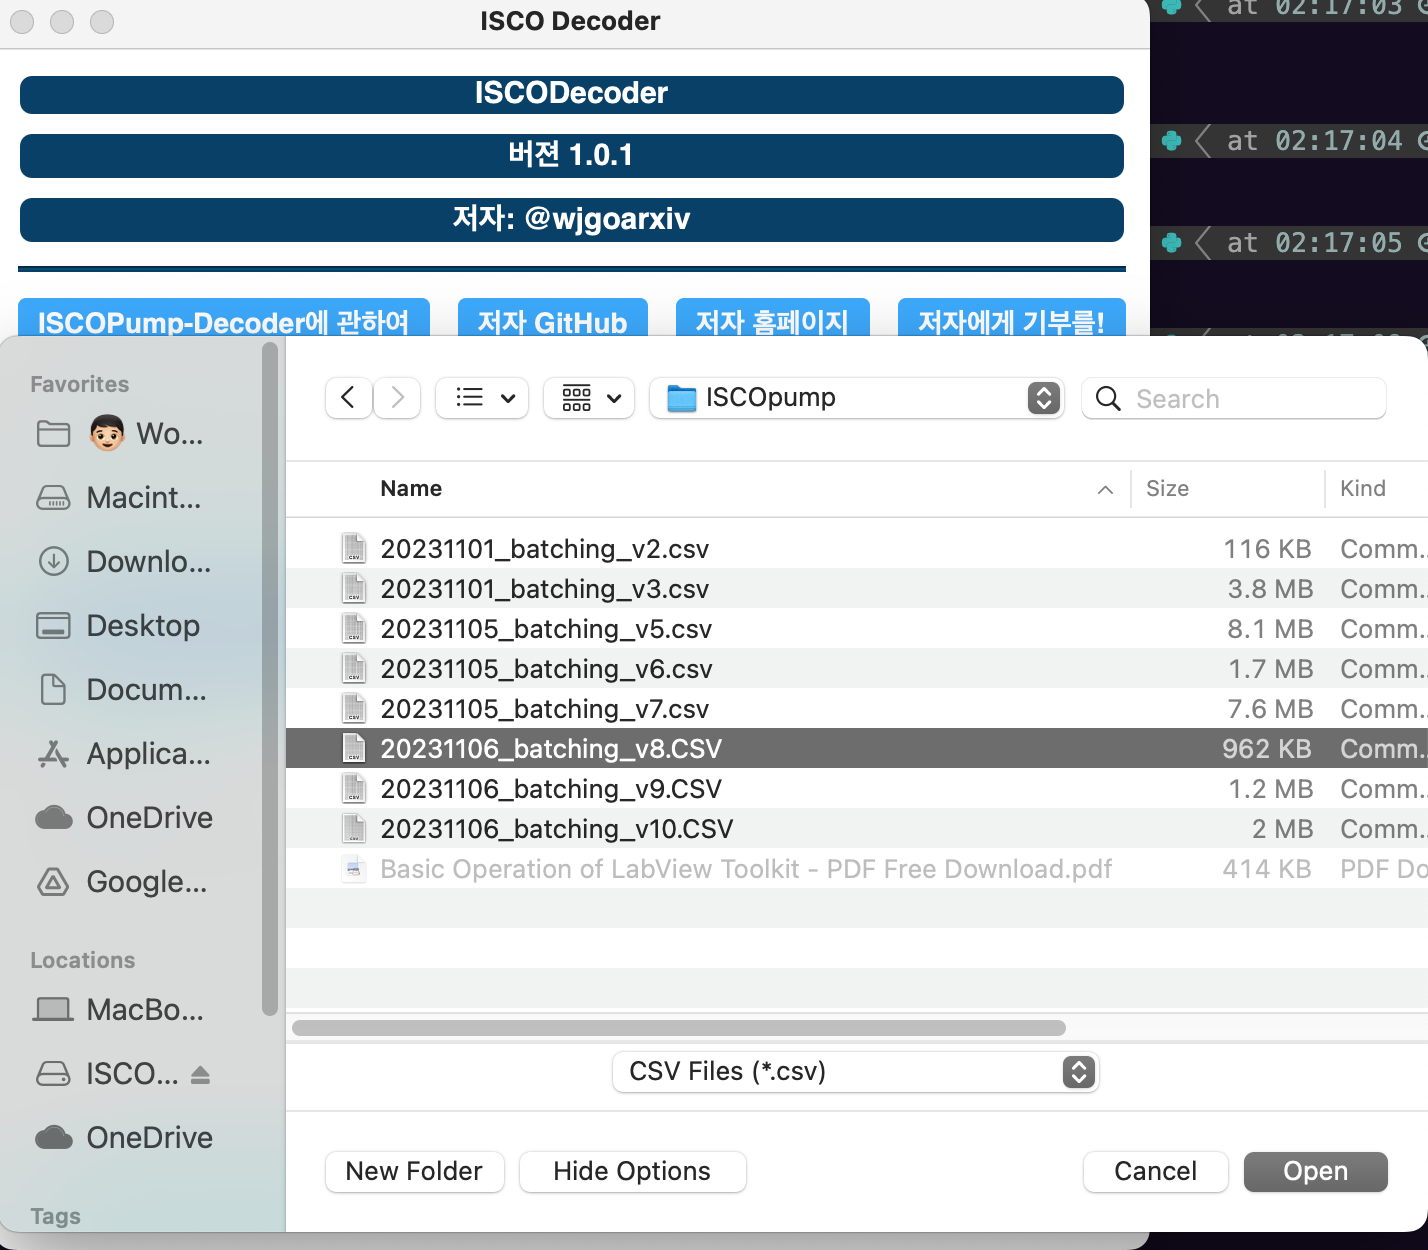 ISCO Decoder
ISCODecoder
버젼 1.0.1
저자: @wjgoarxiv
ISCOPump-Decoder에 관하여
저자 GitHub
저자 홈페이지
저자에게 기부를!
at 02:17:03
at 02:17:04
at 02:17:05
Favorites
Wo...
Macint...
Downlo...
Desktop
Docum...
Applica...
OneDrive
Google...
Locations
MacBo...
ISCO...
OneDrive
Tags
ISCOpump
Search
Name Size Kind
20231101_batching_v2.csv 116 KB Comm..
20231101_batching_v3.csv 3.8 MB Comm..
20231105_batching_v5.csv 8.1 MB Comm..
20231105_batching_v6.csv 1.7 MB Comm..
20231105_batching_v7.csv 7.6 MB Comm..
20231106_batching_v8.CSV 962 KB Comm..
20231106_batching_v9.CSV 1.2 MB Comm..
20231106_batching_v10.CSV 2 MB Comm..
Basic Operation of LabView Toolkit - PDF Free Download.pdf 414 KB PDF Do
CSV Files (*.csv)
New Folder
Hide Options
Cancel
Open